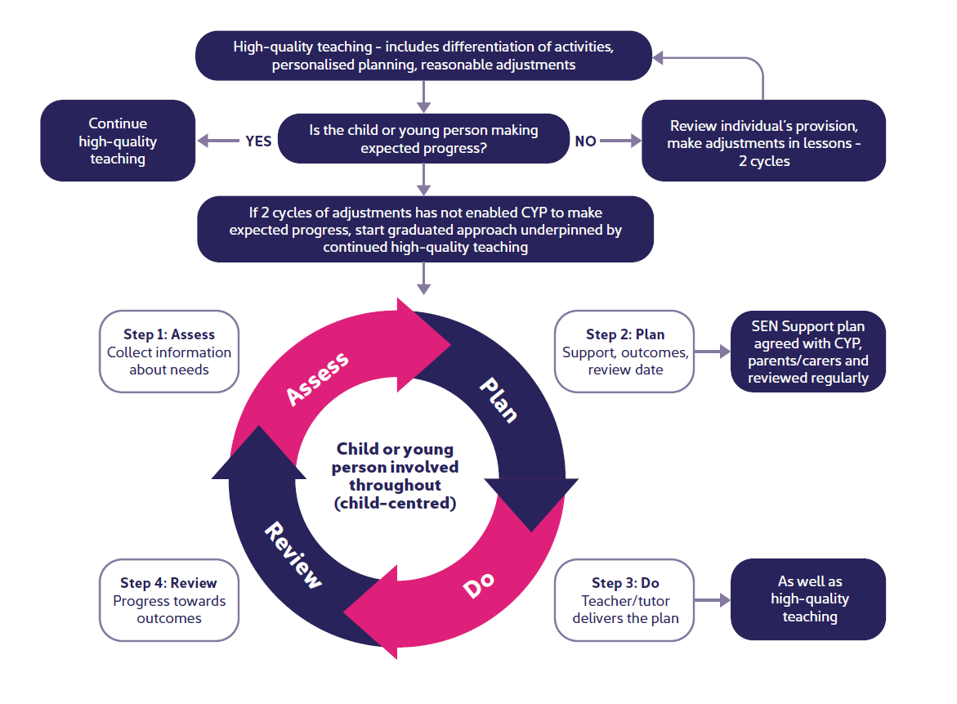 High-quality teaching - includes differentiation of activities,
personalised planning, reasonable adjustments
Continue
high-quality
teaching
YES
Is the child or young person making
expected progress?
NO
Review individual's provision,
make adjustments in lessons -
2 cycles
If 2 cycles of adjustments has not enabled CYP to make
expected progress, start graduated approach underpinned by
continued high-quality teaching
Step 1: Assess
Collect information
about needs
Assess
Plan
Step 2: Plan
Support, outcomes,
review date
SEN Support plan
agreed with CYP,
parents/carers and
reviewed regularly
Child or young
person involved
throughout
(child-centred)
Step 4: Review
Progress towards
outcomes
Review
Do
Step 3: Do
Teacher/tutor
delivers the plan
As well as
high-quality
teaching